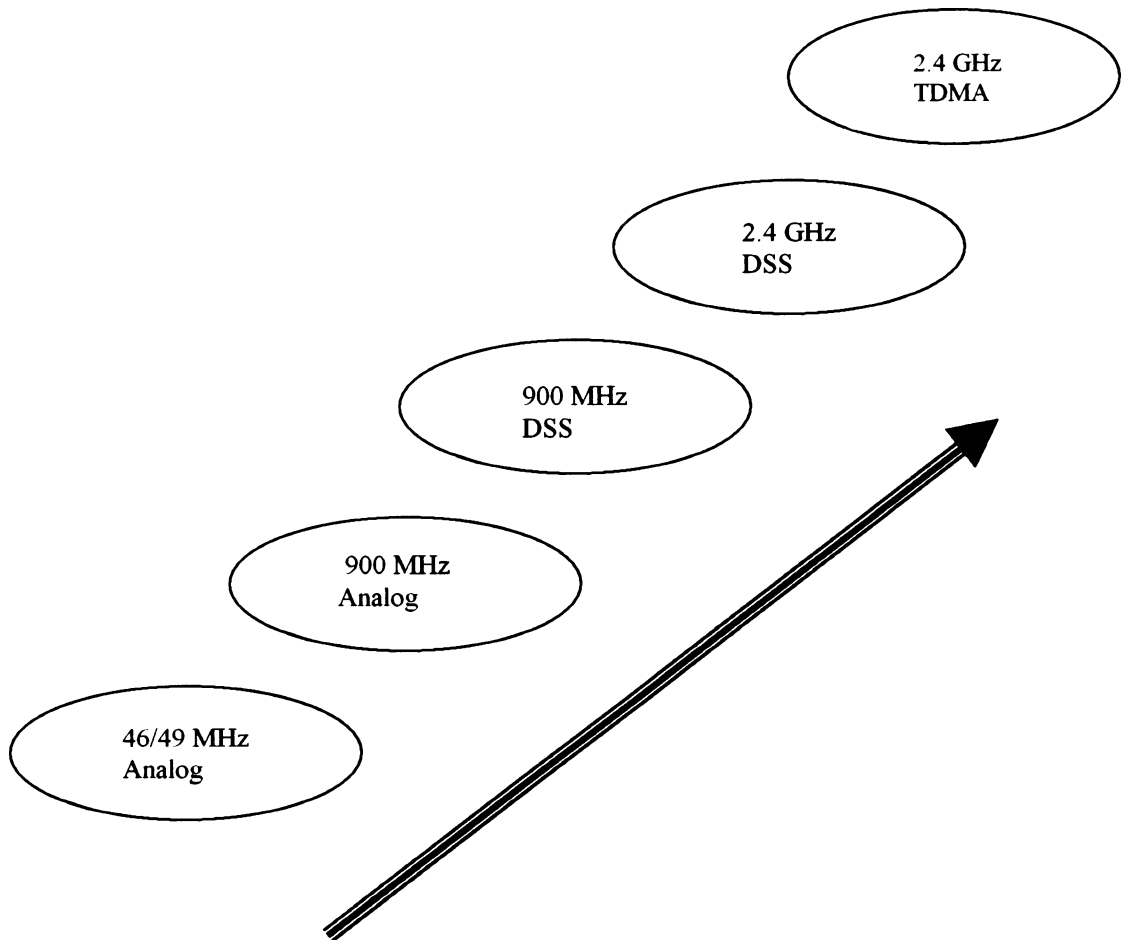 2.4 GHz
TDMA
2.4 GHz
DSS
900 MHz
DSS
900 MHz
Analog
46/49 MHz
Analog